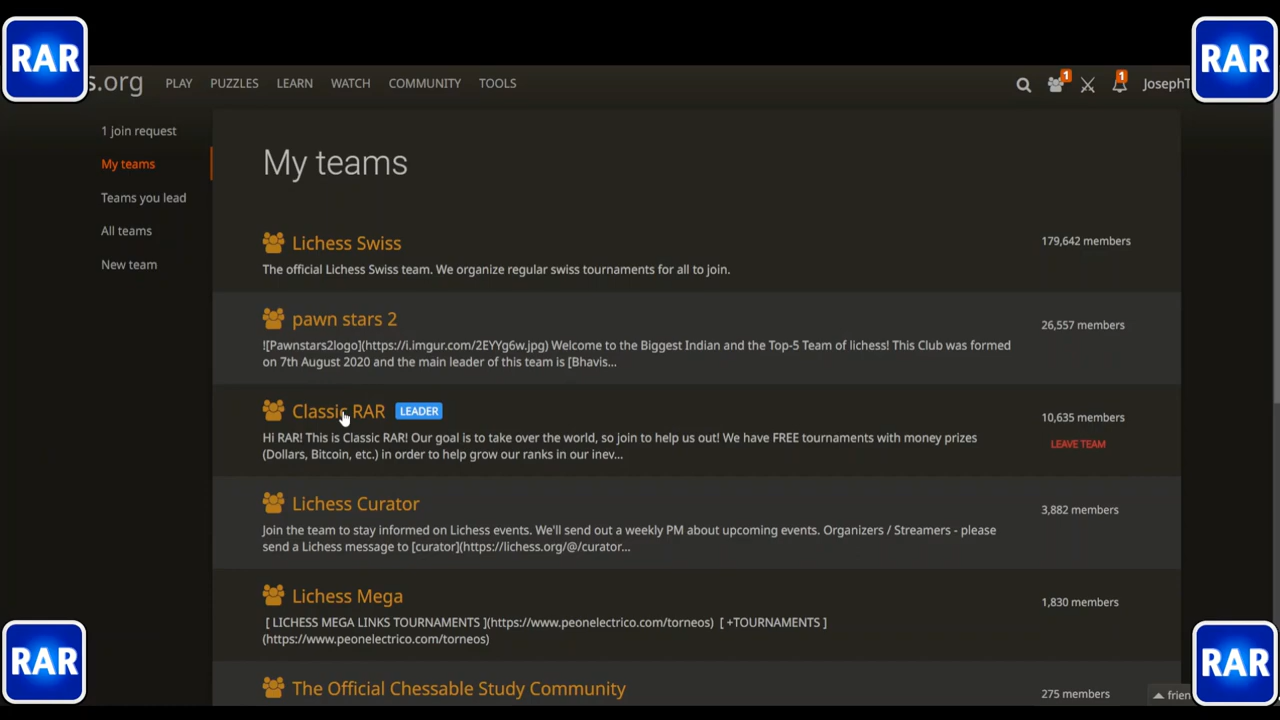 RAR
RAR
s.org PLAY PUZZLES LEARN WATCH COMMUNITY TOOLS 1 1 JosephT
1 join request
My teams
Teams you lead
All teams
New team
My teams
Lichess Swiss
179,642 members
The official Lichess Swiss team. We organize regular swiss tournaments for all to join.
pawn stars 2
26,557 members
![Pawnstars2logo](https://i.imgur.com/2EYYg6w.jpg) Welcome to the Biggest Indian and the Top-5 Team of lichess! This Club was formed
on 7th August 2020 and the main leader of this team is [Bhavis...
Classic RAR LEADER
10,635 members
LEAVE TEAM
Hi RAR! This is Classic RAR! Our goal is to take over the world, so join to help us out! We have FREE tournaments with money prizes
(Dollars, Bitcoin, etc.) in order to help grow our ranks in our inev...
Lichess Curator
3,882 members
Join the team to stay informed on Lichess events. We'll send out a weekly PM about upcoming events. Organizers / Streamers - please
send a Lichess message to [curator](https://lichess.org/@/curator...
Lichess Mega
1,830 members
[ LICHESS MEGA LINKS TOURNAMENTS ](https://www.peonelectrico.com/torneos) [ +TOURNAMENTS ]
(https://www.peonelectrico.com/torneos)
The Official Chessable Study Community
275 members
frien
RAR
RAR